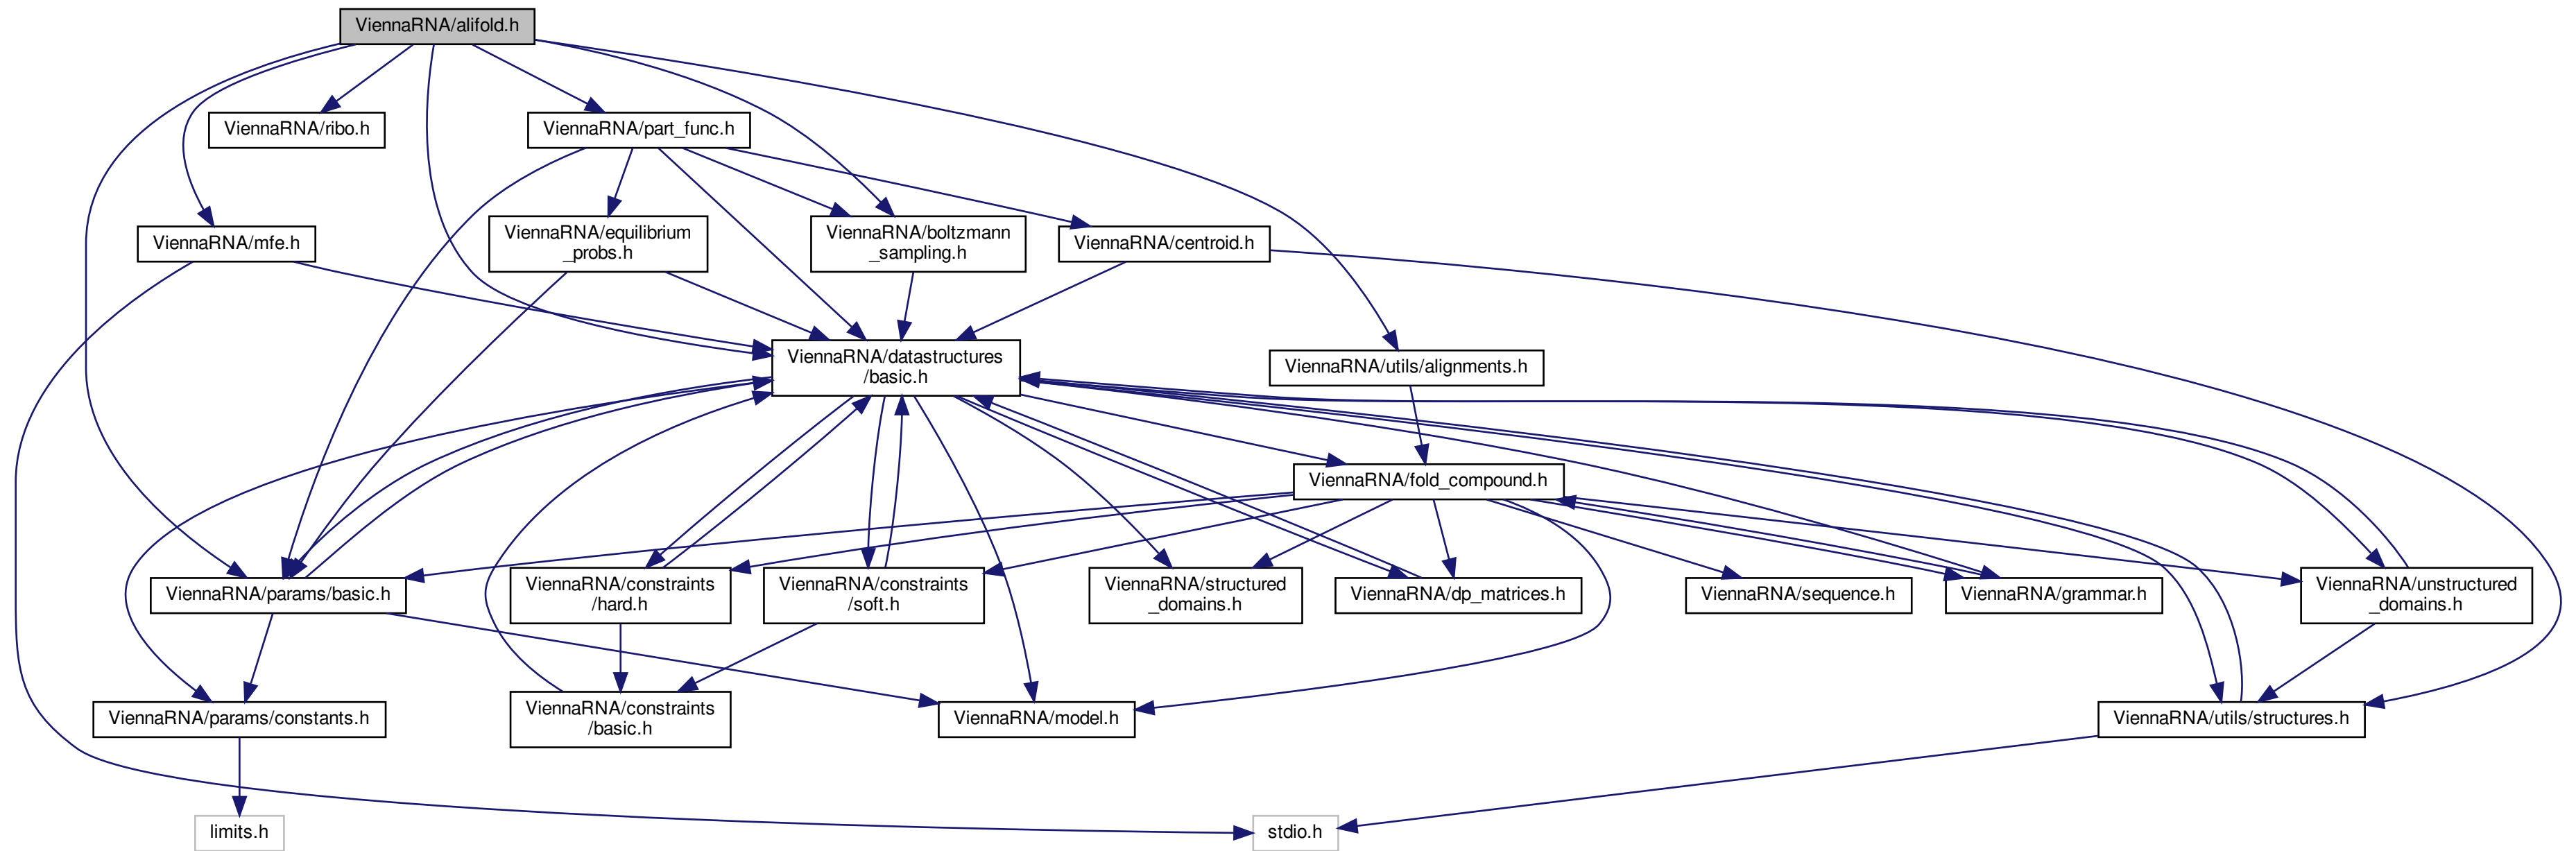 ViennaRNA/alifold.h
ViennaRNA/ribo.h
ViennaRNA/part_func.h
ViennaRNA/mfe.h
ViennaRNA/equilibrium
_probs.h
ViennaRNA/boltzmann
_sampling.h
ViennaRNA/centroid.h
ViennaRNA/datastructures
/basic.h
ViennaRNA/utils/alignments.h
ViennaRNA/fold_compound.h
ViennaRNA/params/basic.h
ViennaRNA/constraints
/hard.h
ViennaRNA/constraints
/soft.h
ViennaRNA/structured
_domains.h
ViennaRNA/dp_matrices.h
ViennaRNA/sequence.h
ViennaRNA/grammar.h
ViennaRNA/unstructured
_domains.h
ViennaRNA/params/constants.h
ViennaRNA/constraints
/basic.h
ViennaRNA/model.h
ViennaRNA/utils/structures.h
limits.h
stdio.h